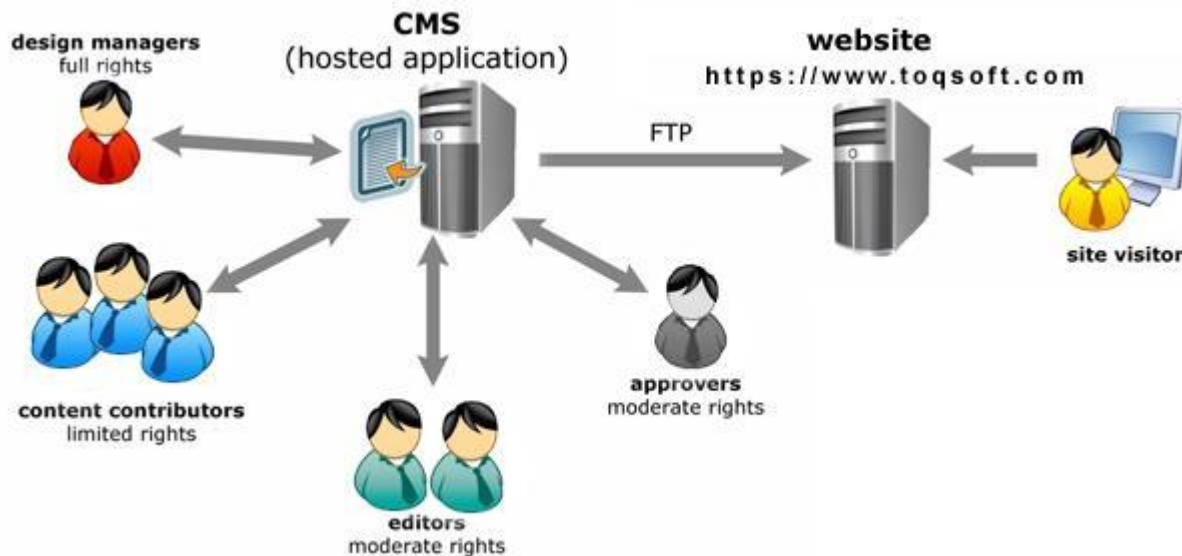 design managers
full rights
CMS
(hosted application)
website
https://www.toqsoft.com
FTP
site visitor
content contributors
limited rights
approvers
moderate rights
editors
moderate rights